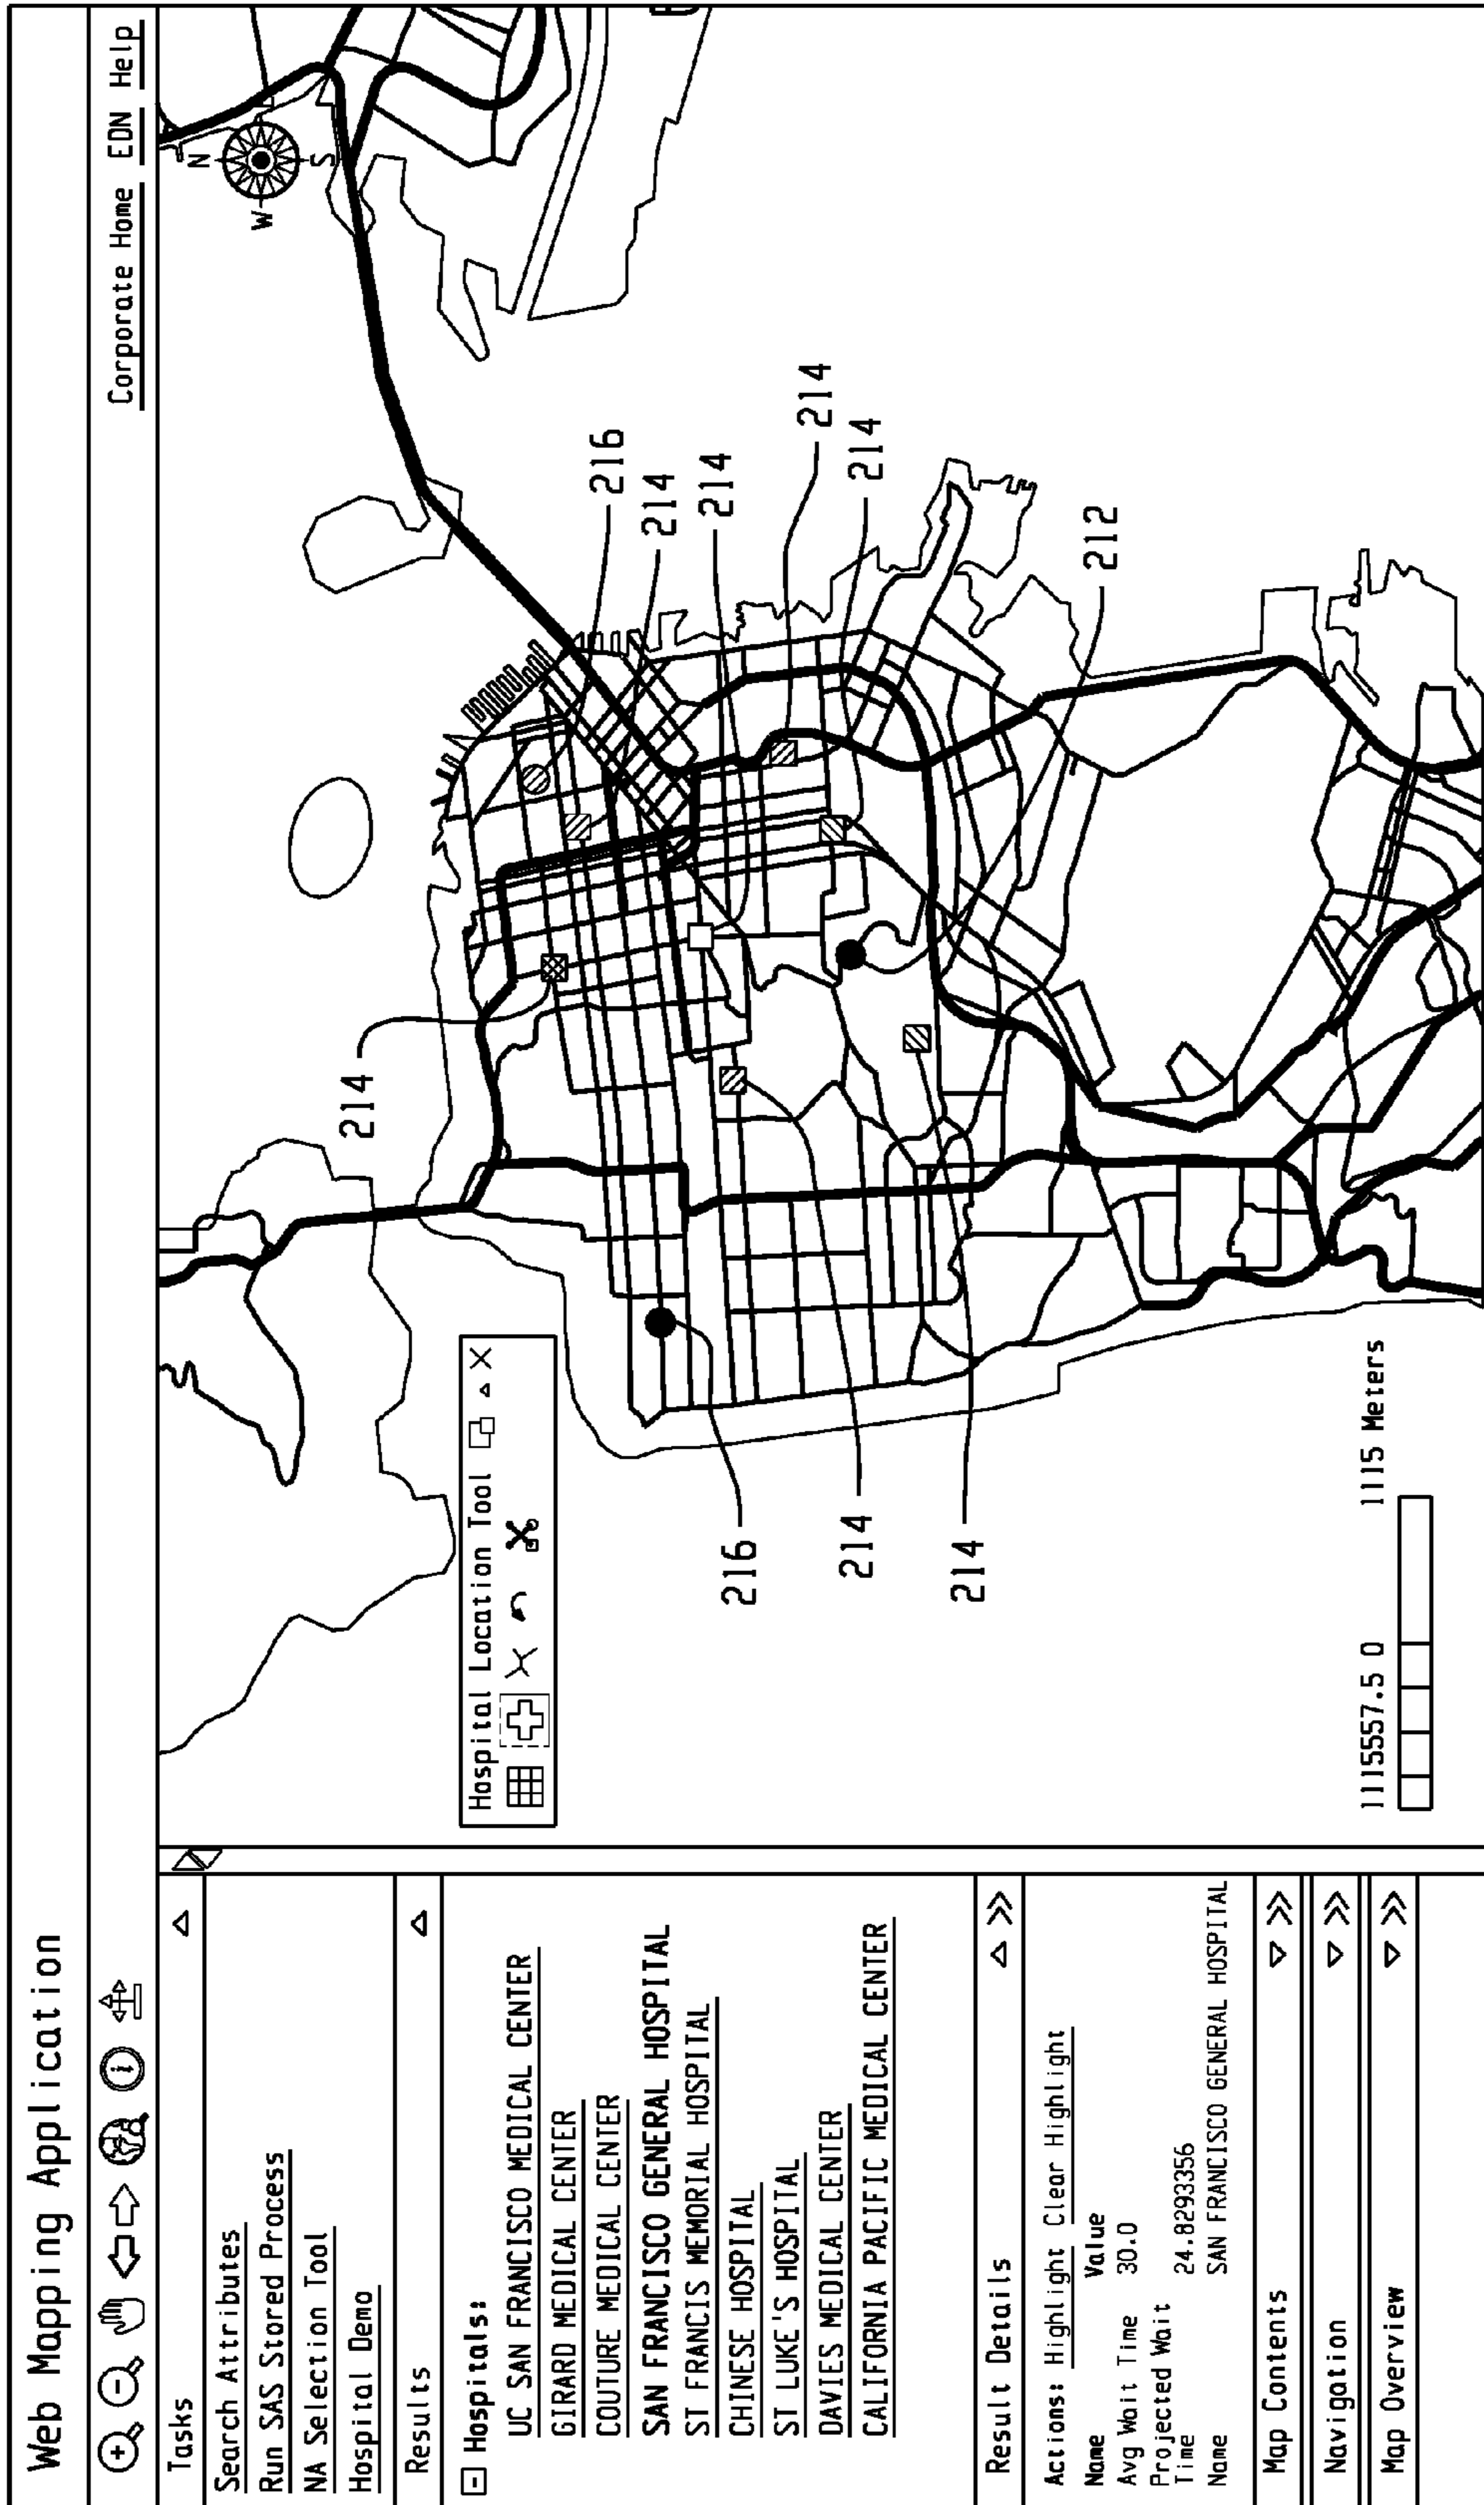 Web Mapping Application
Corporate Home EDN Help
Tasks
Search Attributes
Run SAS Stored Process
NA Selection Tool
Hospital Demo
Results
Hospitals:
UC SAN FRANCISCO MEDICAL CENTER
GIRARD MEDICAL CENTER
COUTURE MEDICAL CENTER
SAN FRANCISCO GENERAL HOSPITAL
ST FRANCIS MEMORIAL HOSPITAL
CHINESE HOSPITAL
ST LUKE'S HOSPITAL
DAVIES MEDICAL CENTER
CALIFORNIA PACIFIC MEDICAL CENTER
Result Details
Actions: Highlight Clear Highlight
Name Value
Avg Wait Time 30.0
Projected Wait
Time 24.8293356
Name SAN FRANCISCO GENERAL HOSPITAL
Map Contents
Navigation
Map Overview
N
W
S
214
Hospital Location Tool
216
214
214
214
214
216
214
214
212
1115557.5 0 1115 Meters